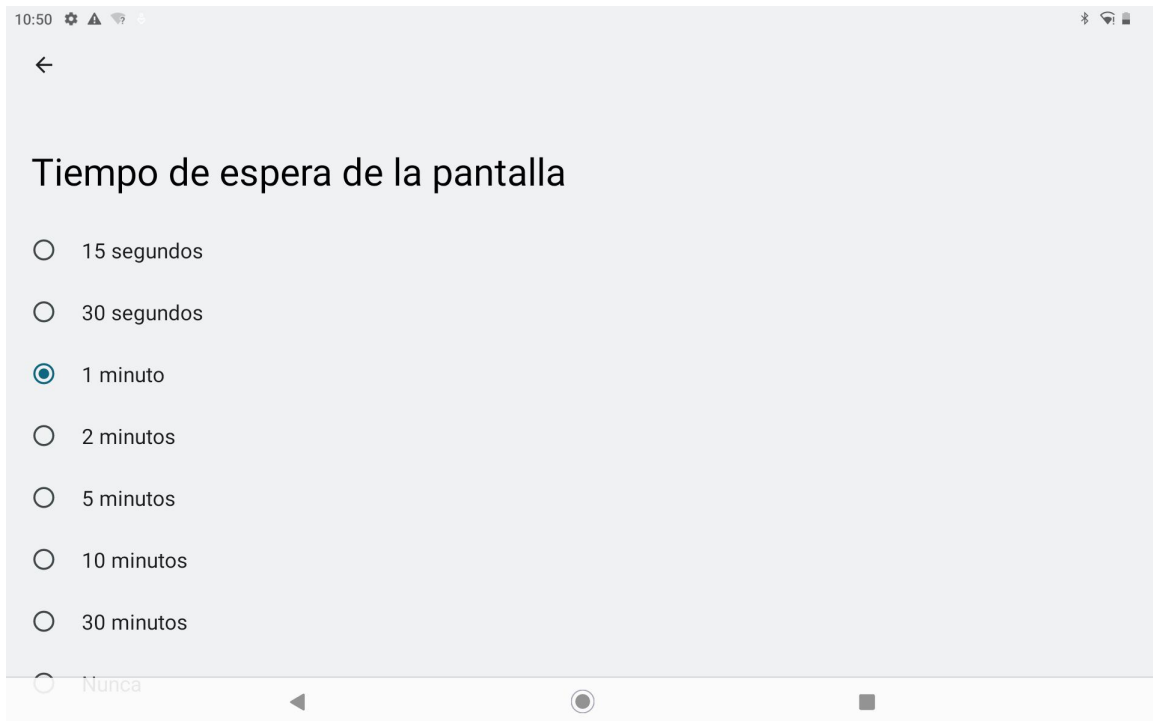 10:50
Tiempo de espera de la pantalla
15 segundos
30 segundos
1 minuto
2 minutos
5 minutos
10 minutos
30 minutos
Nunca